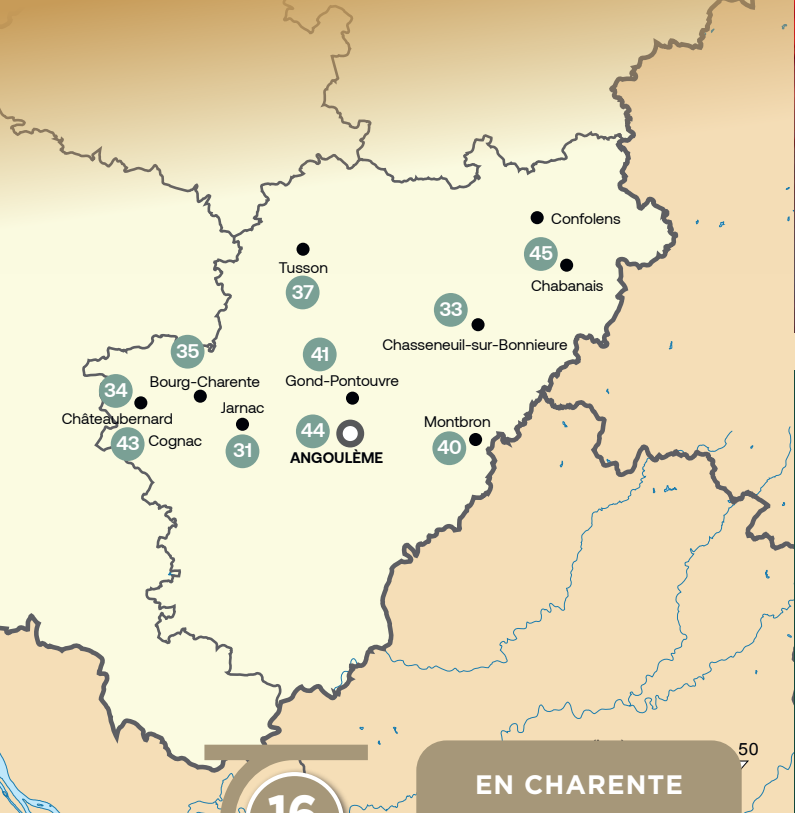 Confolens
45
Tusson
Chabanais
37
33
Chasseneuil-sur-Bonnieure
35
41
Bourg-Charente
Gond-Pontouvre
34
Jarnac
Châteaubernard
Montbron
43 Cognac
31
44
40
ANGOULÊME
50
EN CHARENTE
16